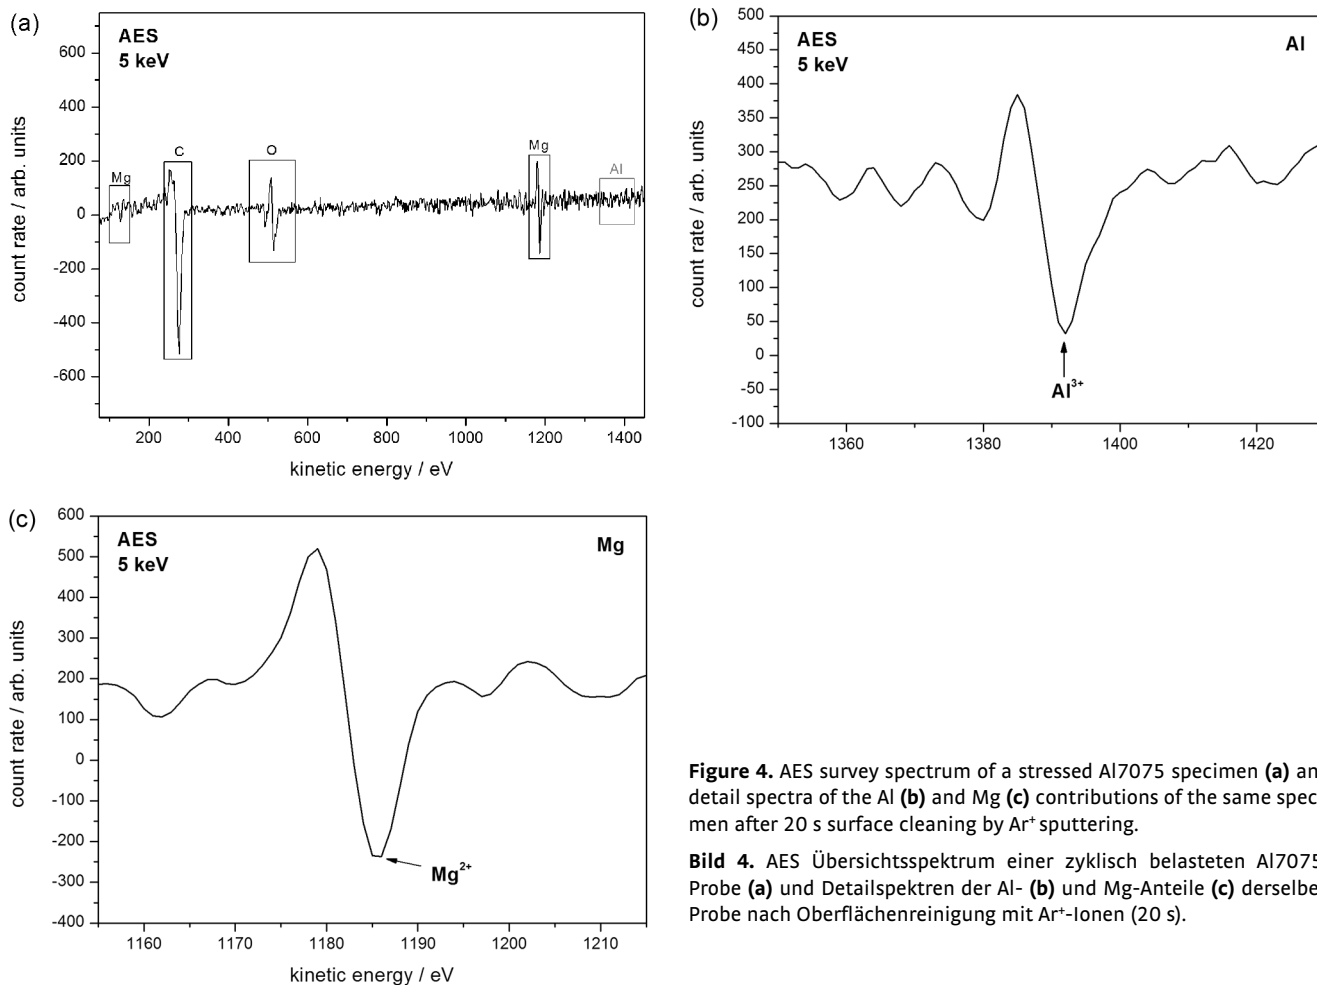 (a)
AES
5 keV
Mg
C
O
Mg
Al
600
400
200
0
-200
-400
-600
count rate / arb. units
200 400 600 800 1000 1200 1400
kinetic energy / eV
(b)
AES
5 keV
Al
500
450
400
350
300
250
200
150
100
50
0
-50
-100
count rate / arb. units
Al³⁺
1360 1380 1400 1420
(c)
AES
5 keV
Mg
600
500
400
300
200
100
0
-100
-200
-300
-400
count rate / arb. units
Mg²⁺
1160 1170 1180 1190 1200 1210
kinetic energy / eV
Figure 4. AES survey spectrum of a stressed Al7075 specimen (a) an
detail spectra of the Al (b) and Mg (c) contributions of the same spec
men after 20 s surface cleaning by Ar⁺ sputtering.
Bild 4. AES Übersichtsspektrum einer zyklisch belasteten Al7075
Probe (a) und Detailspektren der Al- (b) und Mg-Anteile (c) derselbe
Probe nach Oberflächenreinigung mit Ar⁺-Ionen (20 s).